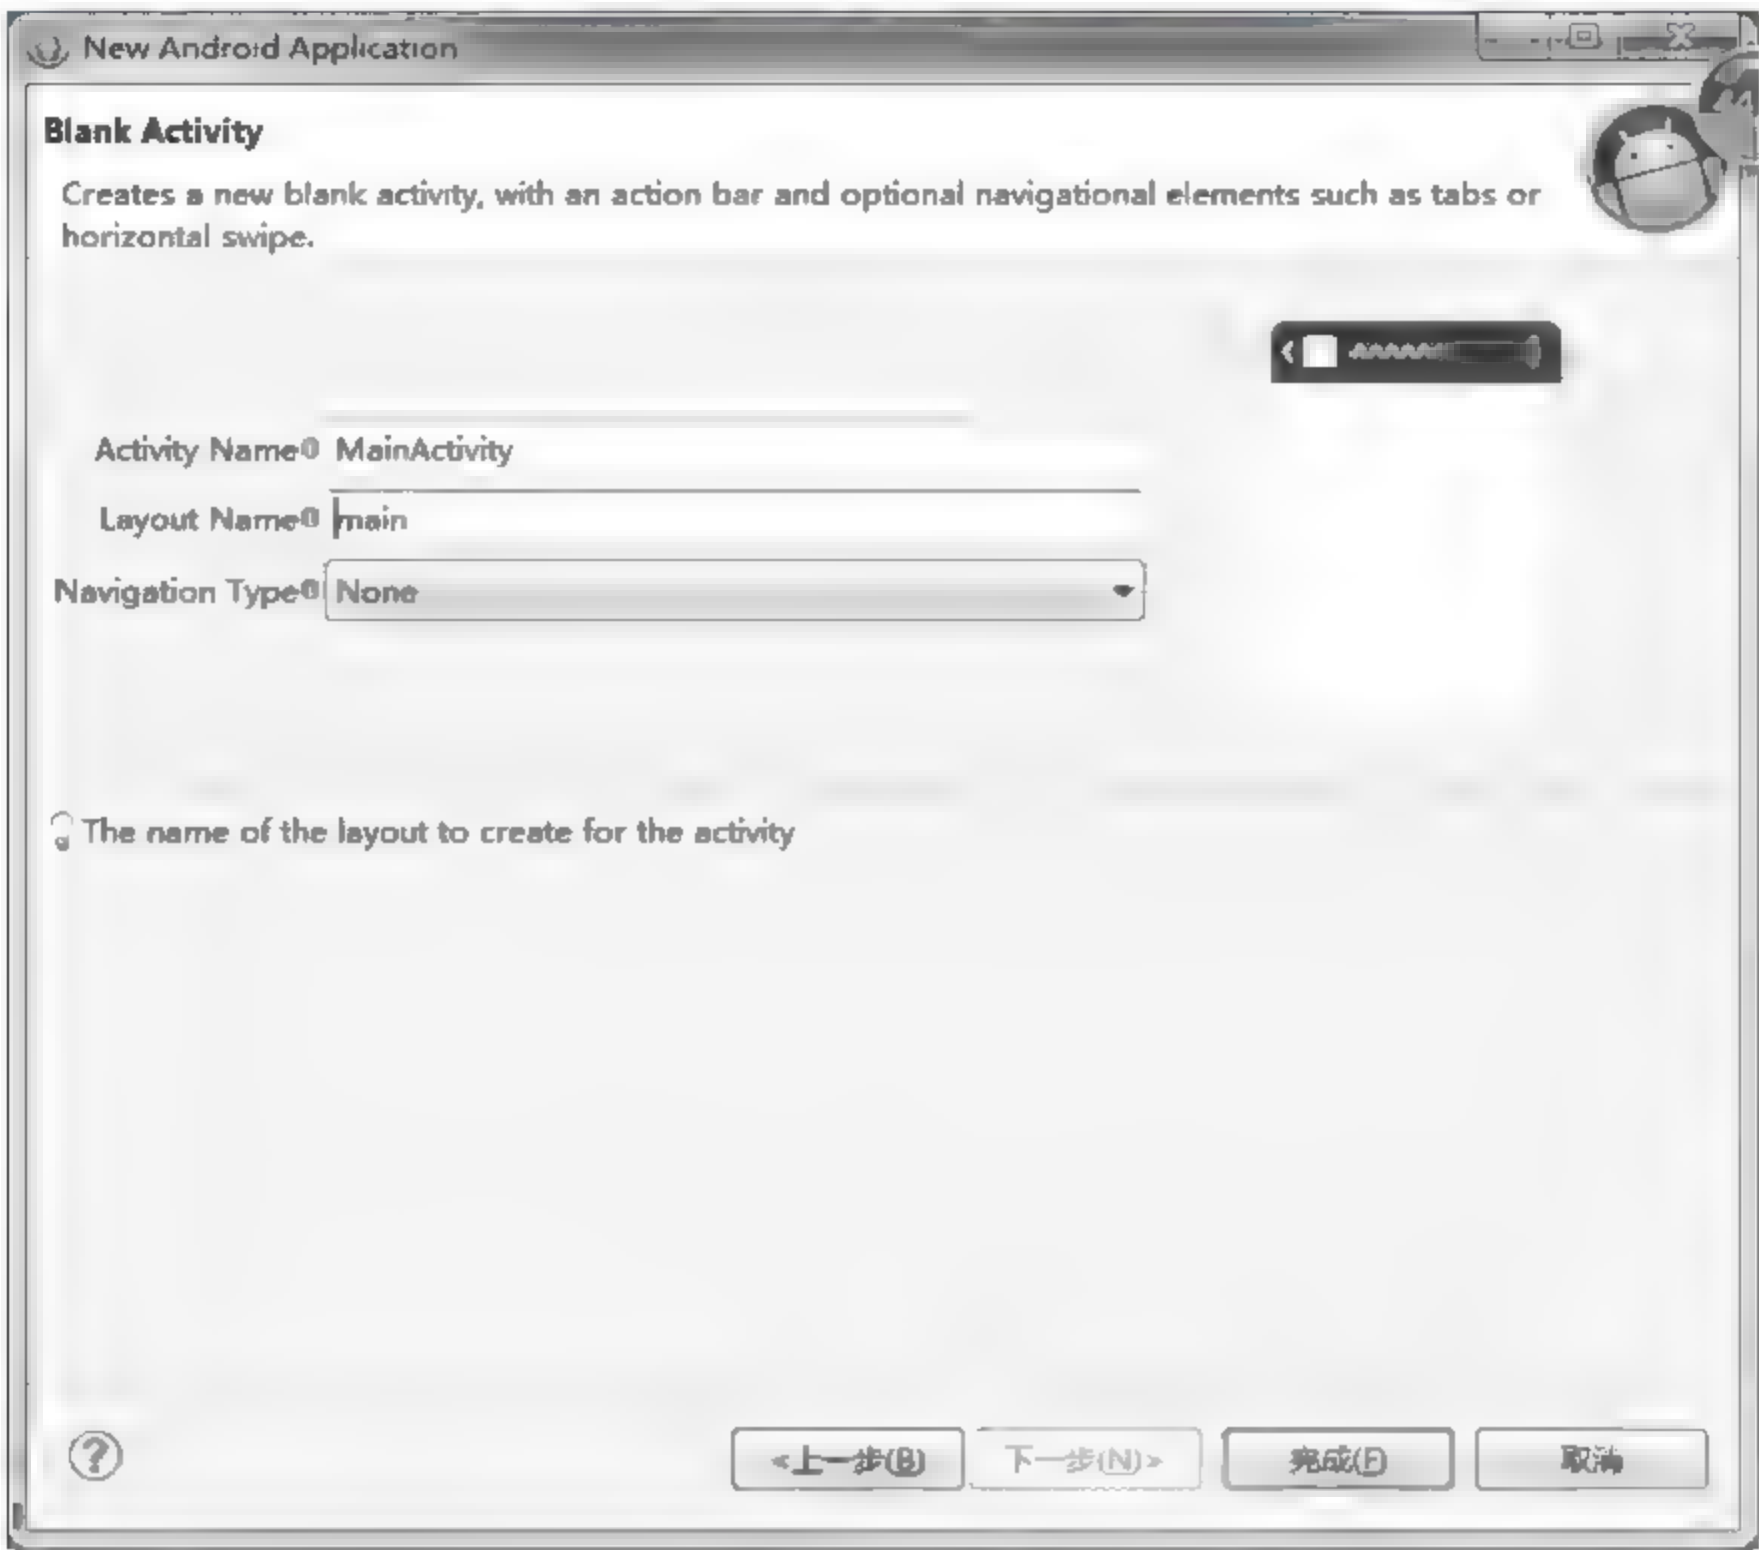 New Android Application
Blank Activity
Creates a new blank activity, with an action bar and optional navigational elements such as tabs or
horizontal swipe.
Activity Name MainActivity
Layout Name main
Navigation Type None
The name of the layout to create for the activity
<上一步(B) 下一步(N)> 完成(F) 取消